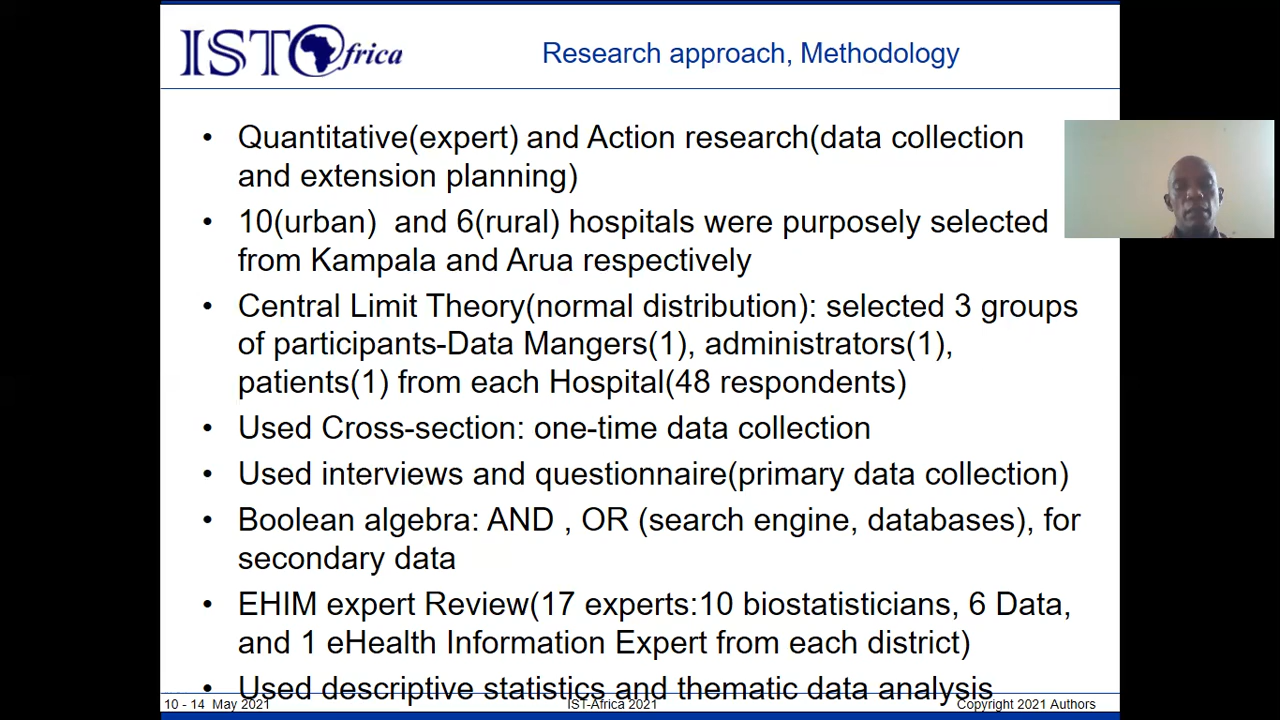 IST Africa
Research approach, Methodology
• Quantitative(expert) and Action research(data collection
and extension planning)
• 10(urban) and 6(rural) hospitals were purposely selected
from Kampala and Arua respectively
• Central Limit Theory(normal distribution): selected 3 groups
of participants-Data Mangers(1), administrators(1),
patients(1) from each Hospital(48 respondents)
• Used Cross-section: one-time data collection
• Used interviews and questionnaire(primary data collection)
• Boolean algebra: AND , OR (search engine, databases), for
secondary data
• EHIM expert Review(17 experts:10 biostatisticians, 6 Data,
and 1 eHealth Information Expert from each district)
• Used descriptive statistics and thematic data analysis
10 - 14 May 2021
IST-Africa 2021
Copyright 2021 Authors